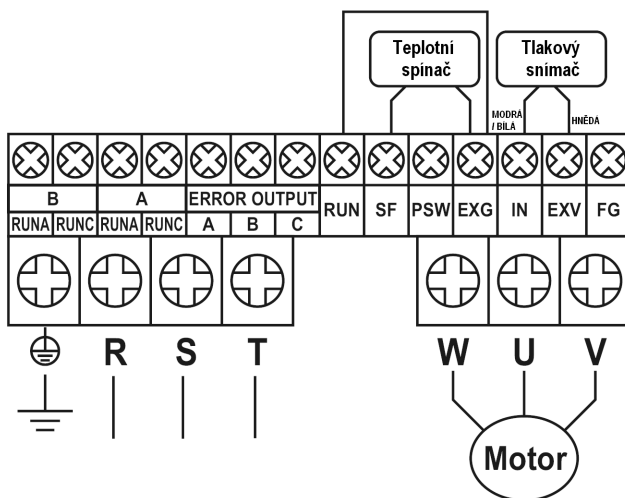 Teplotní
spínač
Tlakový
snímač
MODRÁ
/ BÍLÁ
HNĚDÁ
B A ERROR OUTPUT RUN SF PSW EXG IN EXV FG
RUNA RUNC RUNA RUNC A B C
R S T W U V
Motor